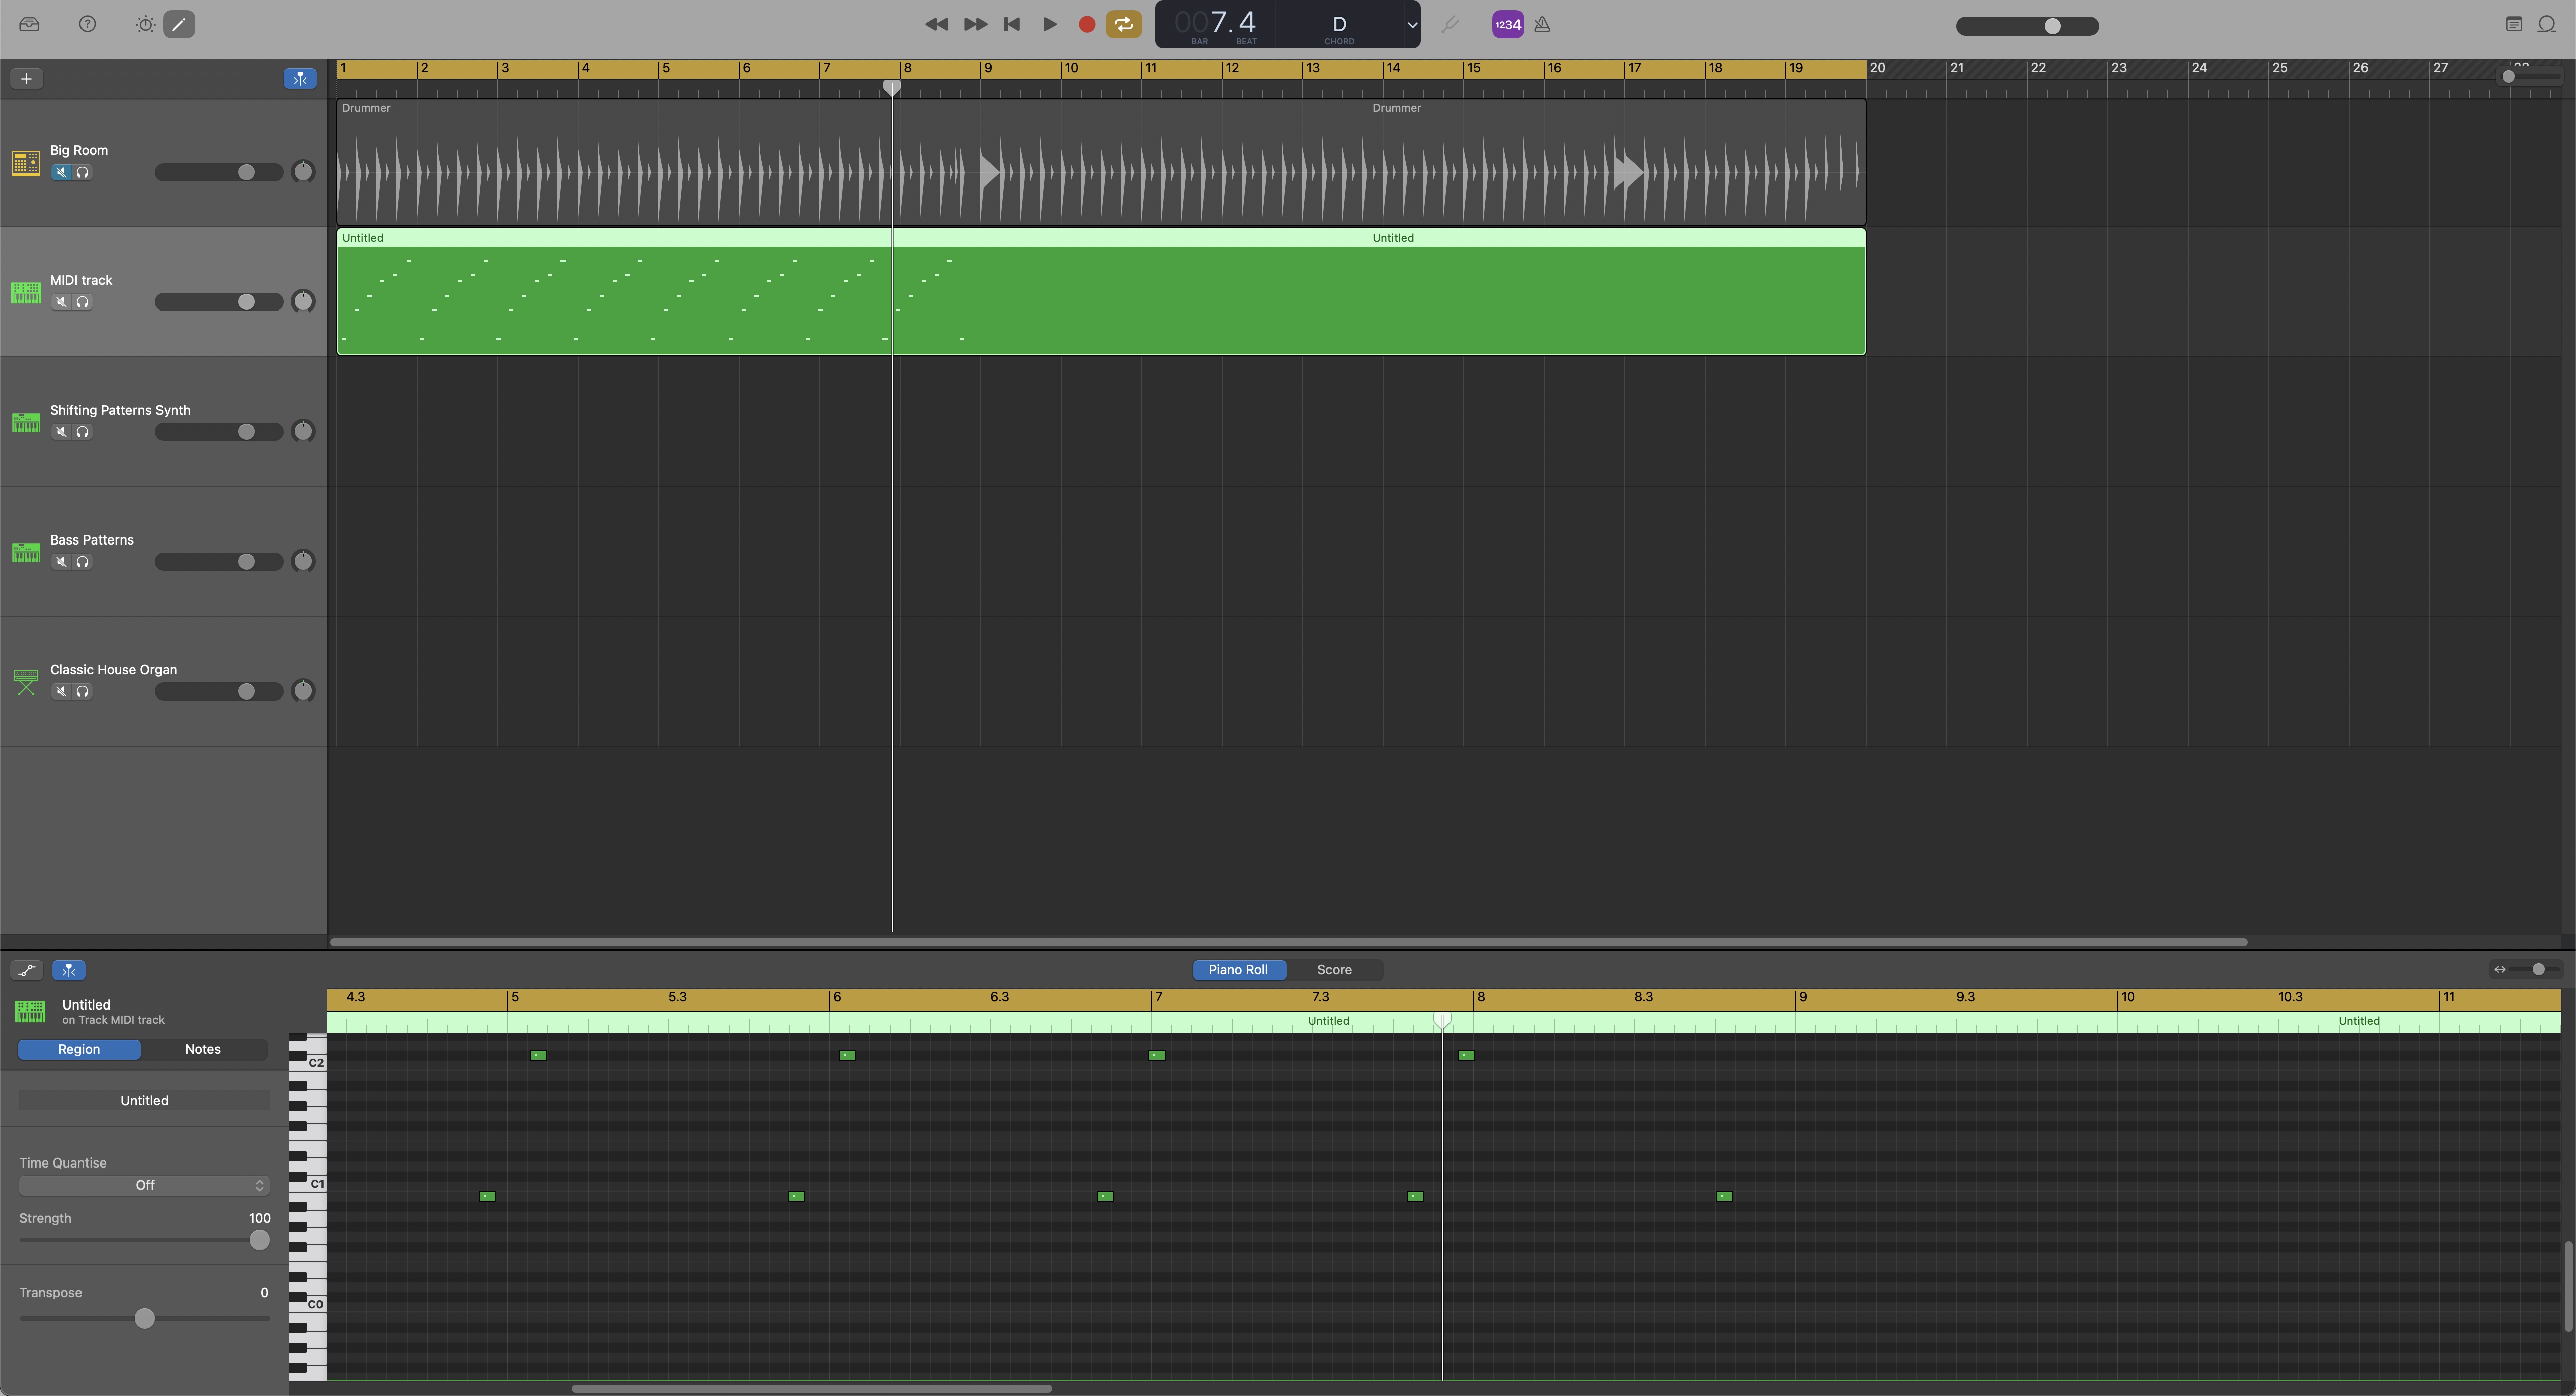 007.4 D
BAR BEAT CHORD
1234
1 2 3 4 5 6 7 8 9 10 11 12 13 14 15 16 17 18 19 20 21 22 23 24 25 26 27
Drummer Drummer
Big Room
Untitled Untitled
MIDI track
Shifting Patterns Synth
Bass Patterns
Classic House Organ
Piano Roll Score
4.3 5 5.3 6 6.3 7 7.3 8 8.3 9 9.3 10 10.3 11
Untitled
on Track MIDI track
Untitled Untitled
Region Notes
C2
Untitled
Time Quantise
Off
C1
Strength 100
Transpose 0
C0